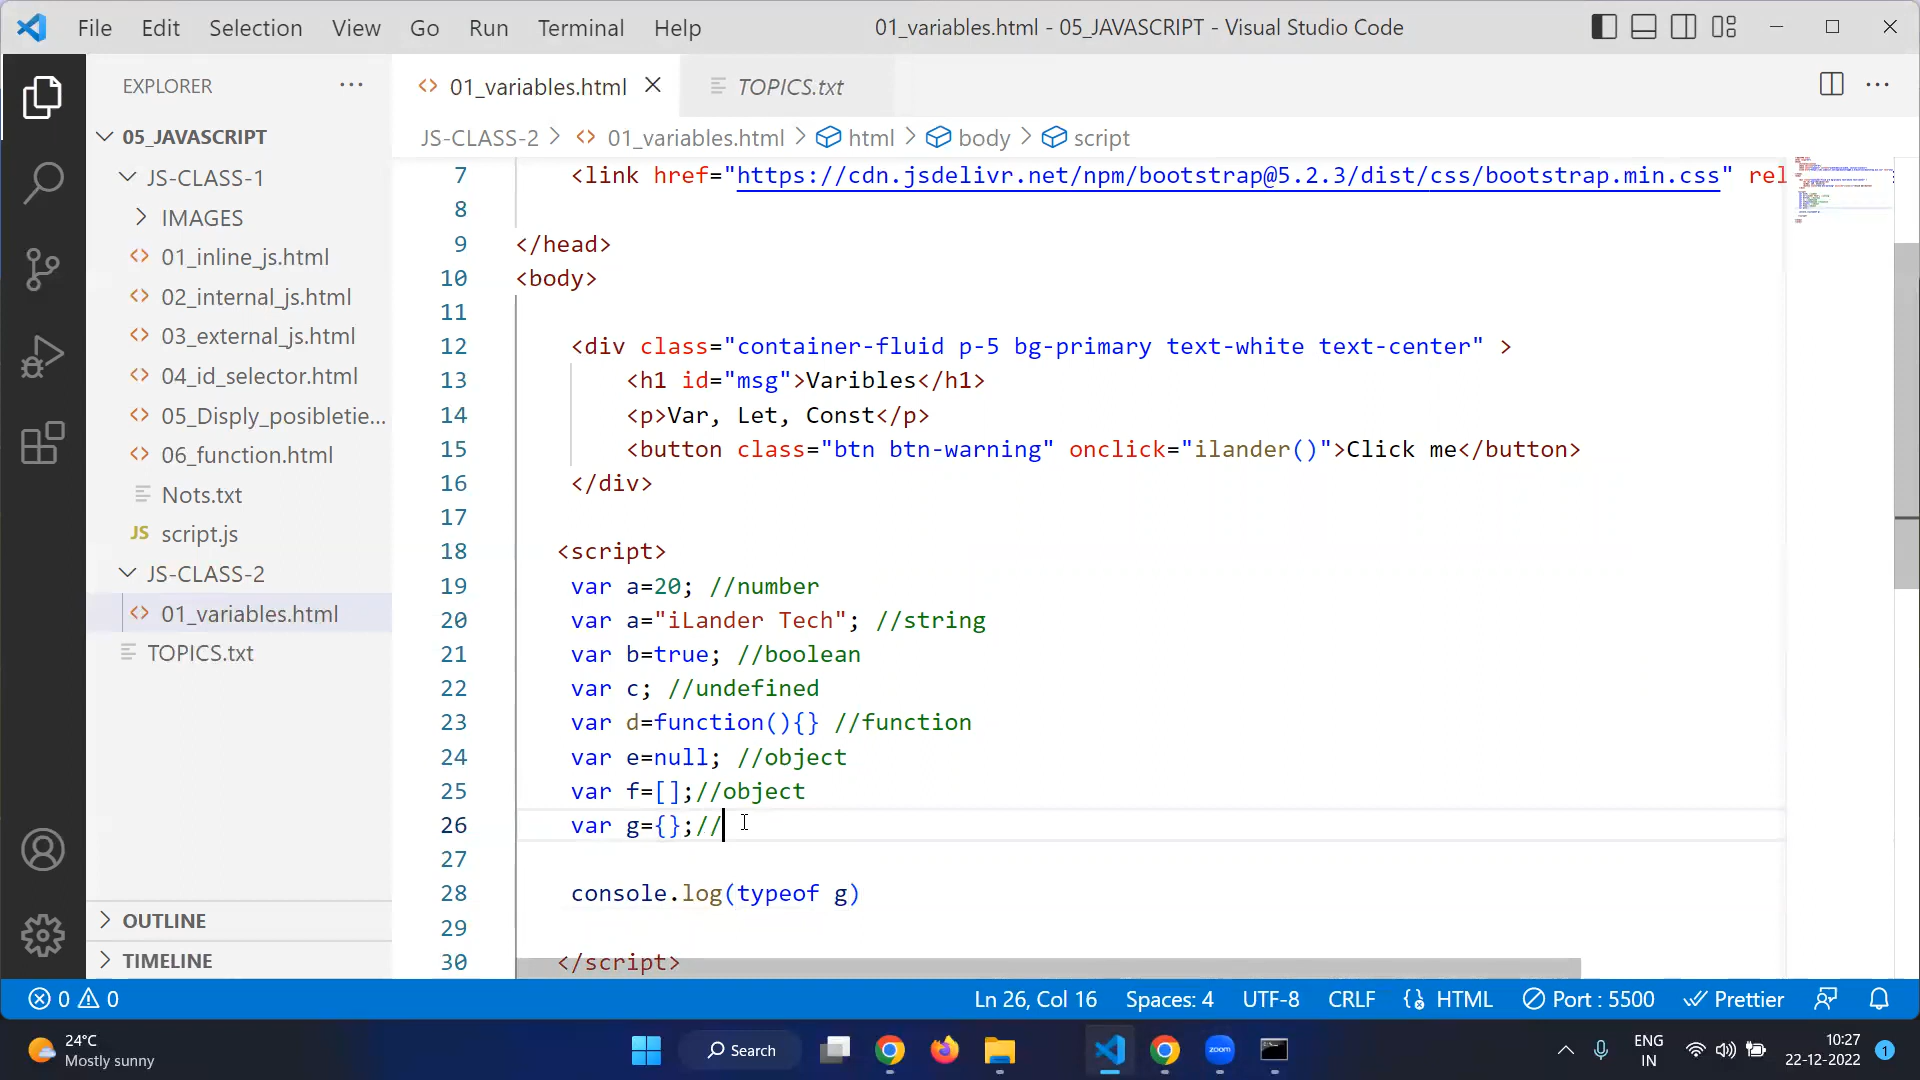 File Edit Selection View Go Run Terminal Help 01_variables.html - 05_JAVASCRIPT - Visual Studio Code
EXPLORER
05_JAVASCRIPT
JS-CLASS-1
IMAGES
01_inline_js.html
02_internal_js.html
03_external_js.html
04_id_selector.html
05_Disply_posibletie...
06_function.html
Nots.txt
JS script.js
JS-CLASS-2
01_variables.html
TOPICS.txt
OUTLINE
TIMELINE
01_variables.html TOPICS.txt
JS-CLASS-2 > 01_variables.html > html > body > script
7 <link href="https://cdn.jsdelivr.net/npm/bootstrap@5.2.3/dist/css/bootstrap.min.css" rel
8
9 </head>
10 <body>
11
12 <div class="container-fluid p-5 bg-primary text-white text-center" >
13 <h1 id="msg">Varibles</h1>
14 <p>Var, Let, Const</p>
15 <button class="btn btn-warning" onclick="ilander()">Click me</button>
16 </div>
17
18 <script>
19 var a=20; //number
20 var a="iLander Tech"; //string
21 var b=true; //boolean
22 var c; //undefined
23 var d=function(){} //function
24 var e=null; //object
25 var f=[];//object
26 var g={};//
27
28 console.log(typeof g)
29
30 </script>
0 0 Ln 26, Col 16 Spaces: 4 UTF-8 CRLF HTML Port : 5500 Prettier
24°C
Mostly sunny
Search
zoom
ENG
IN
10:27
22-12-2022
1